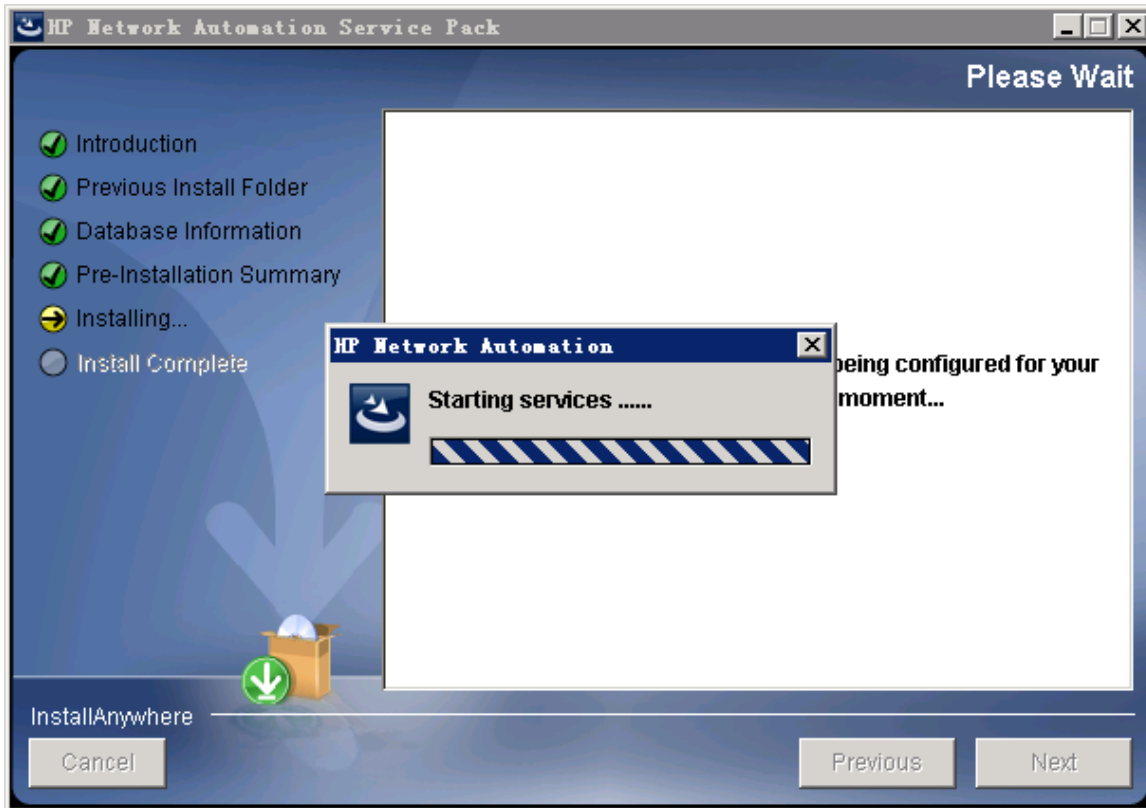 HP Network Automation Service Pack
Please Wait
Introduction
Previous Install Folder
Database Information
Pre-Installation Summary
Installing...
Install Complete
HP Network Automation
Starting services ......
being configured for your
moment...
InstallAnywhere
Cancel
Previous
Next